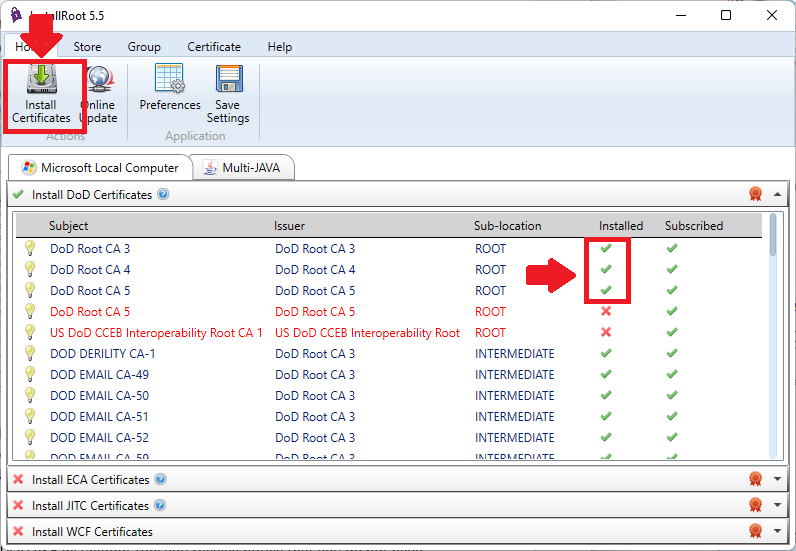 InstallRoot 5.5
Store Group Certificate Help
Install Certificates
Online Update
Preferences
Save Settings
Actions
Application
Microsoft Local Computer Multi-JAVA
Install DoD Certificates
Subject Issuer Sub-location Installed Subscribed
DoD Root CA 3 DoD Root CA 3 ROOT
DoD Root CA 4 DoD Root CA 4 ROOT
DoD Root CA 5 DoD Root CA 5 ROOT
DoD Root CA 5 DoD Root CA 5 ROOT
US DoD CCEB Interoperability Root CA 1 US DoD CCEB Interoperability Root ROOT
DOD DERILITY CA-1 DoD Root CA 3 INTERMEDIATE
DOD EMAIL CA-49 DoD Root CA 3 INTERMEDIATE
DOD EMAIL CA-50 DoD Root CA 3 INTERMEDIATE
DOD EMAIL CA-51 DoD Root CA 3 INTERMEDIATE
DOD EMAIL CA-52 DoD Root CA 3 INTERMEDIATE
DOD EMAIL CA-59 DoD Root CA 3 INTERMEDIATE
Install ECA Certificates
Install JITC Certificates
Install WCF Certificates